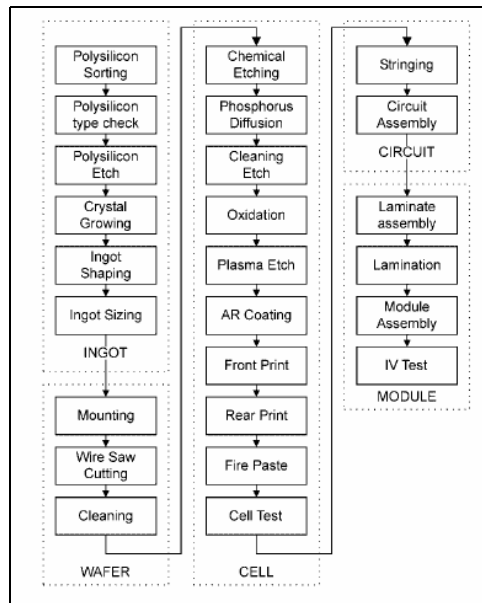 Polysilicon
Sorting
Polysilicon
type check
Polysilicon
Etch
Crystal
Growing
Ingot
Shaping
Ingot Sizing
INGOT
Mounting
Wire Saw
Cutting
Cleaning
WAFER
Chemical
Etching
Phosphorus
Diffusion
Cleaning
Etch
Oxidation
Plasma Etch
AR Coating
Front Print
Rear Print
Fire Paste
Cell Test
CELL
Stringing
Circuit
Assembly
CIRCUIT
Laminate
assembly
Lamination
Module
Assembly
IV Test
MODULE